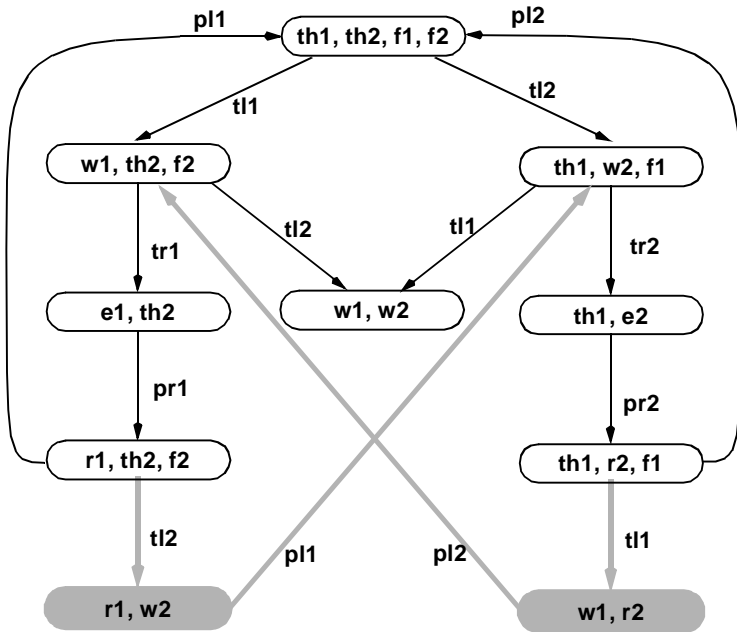 pl1
th1, th2, f1, f2
pl2
tl1
tl2
w1, th2, f2
th1, w2, f1
tr1
tl2
tl1
tr2
e1, th2
w1, w2
th1, e2
pr1
pr2
r1, th2, f2
th1, r2, f1
tl2
pl1
pl2
tl1
r1, w2
w1, r2